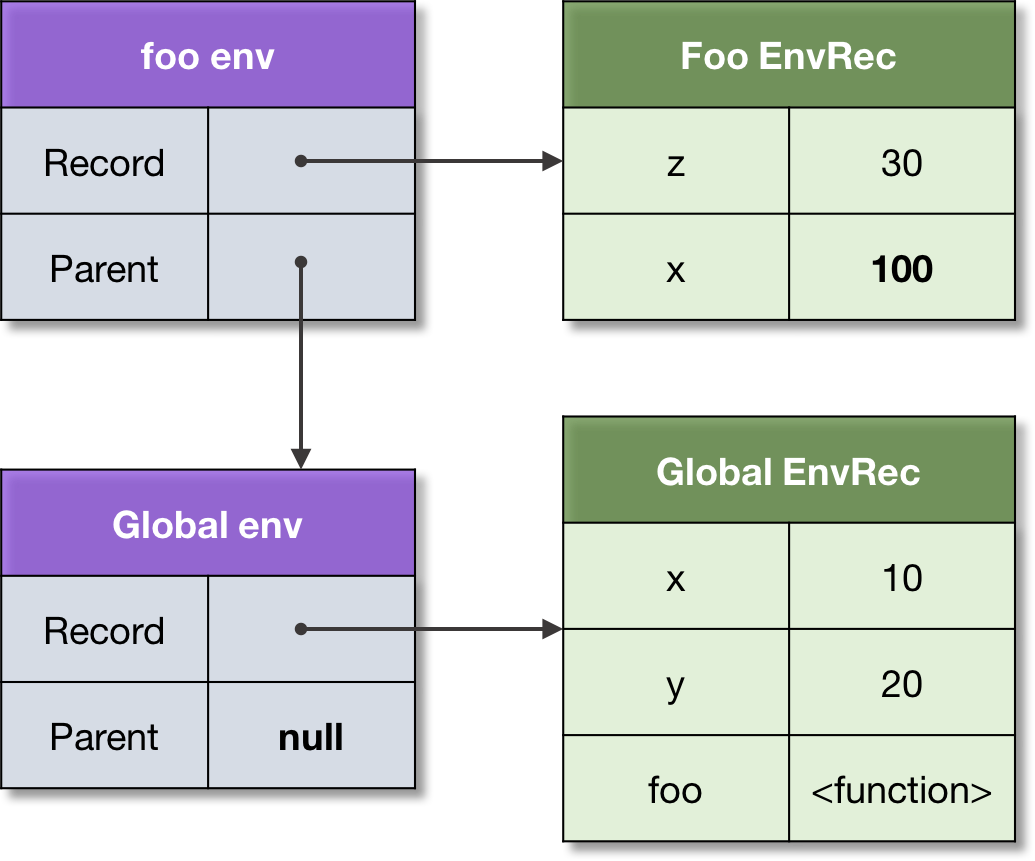 foo env
Record
Parent
Foo EnvRec
z 30
x 100
Global env
Record
Parent null
Global EnvRec
x 10
y 20
foo <function>